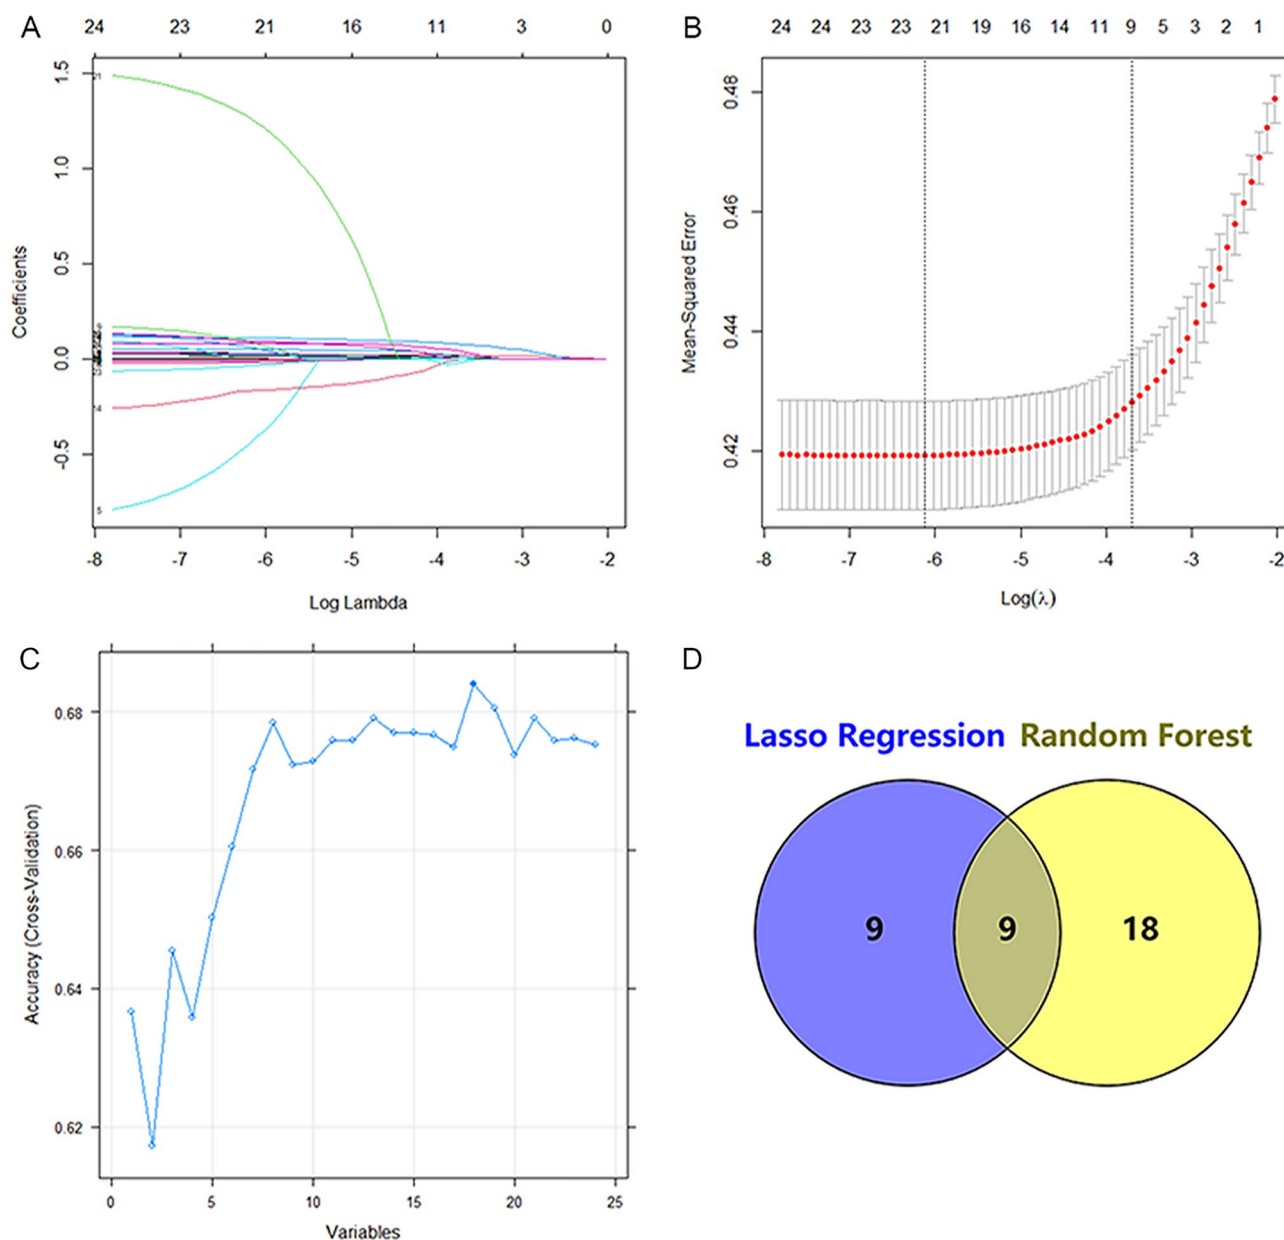 A
24 23 21 16 11 3 0
1.5
1.0
0.5
0.0
-0.5
Coefficients
-8 -7 -6 -5 -4 -3 -2
Log Lambda
B
24 24 23 23 21 19 16 14 11 9 5 3 2 1
0.48
0.46
0.44
0.42
Mean-Squared Error
-8 -7 -6 -5 -4 -3 -2
Log(λ)
C
0.68
0.66
0.64
0.62
Accuracy (Cross-Validation)
0 5 10 15 20 25
Variables
D
Lasso Regression Random Forest
9 9 18